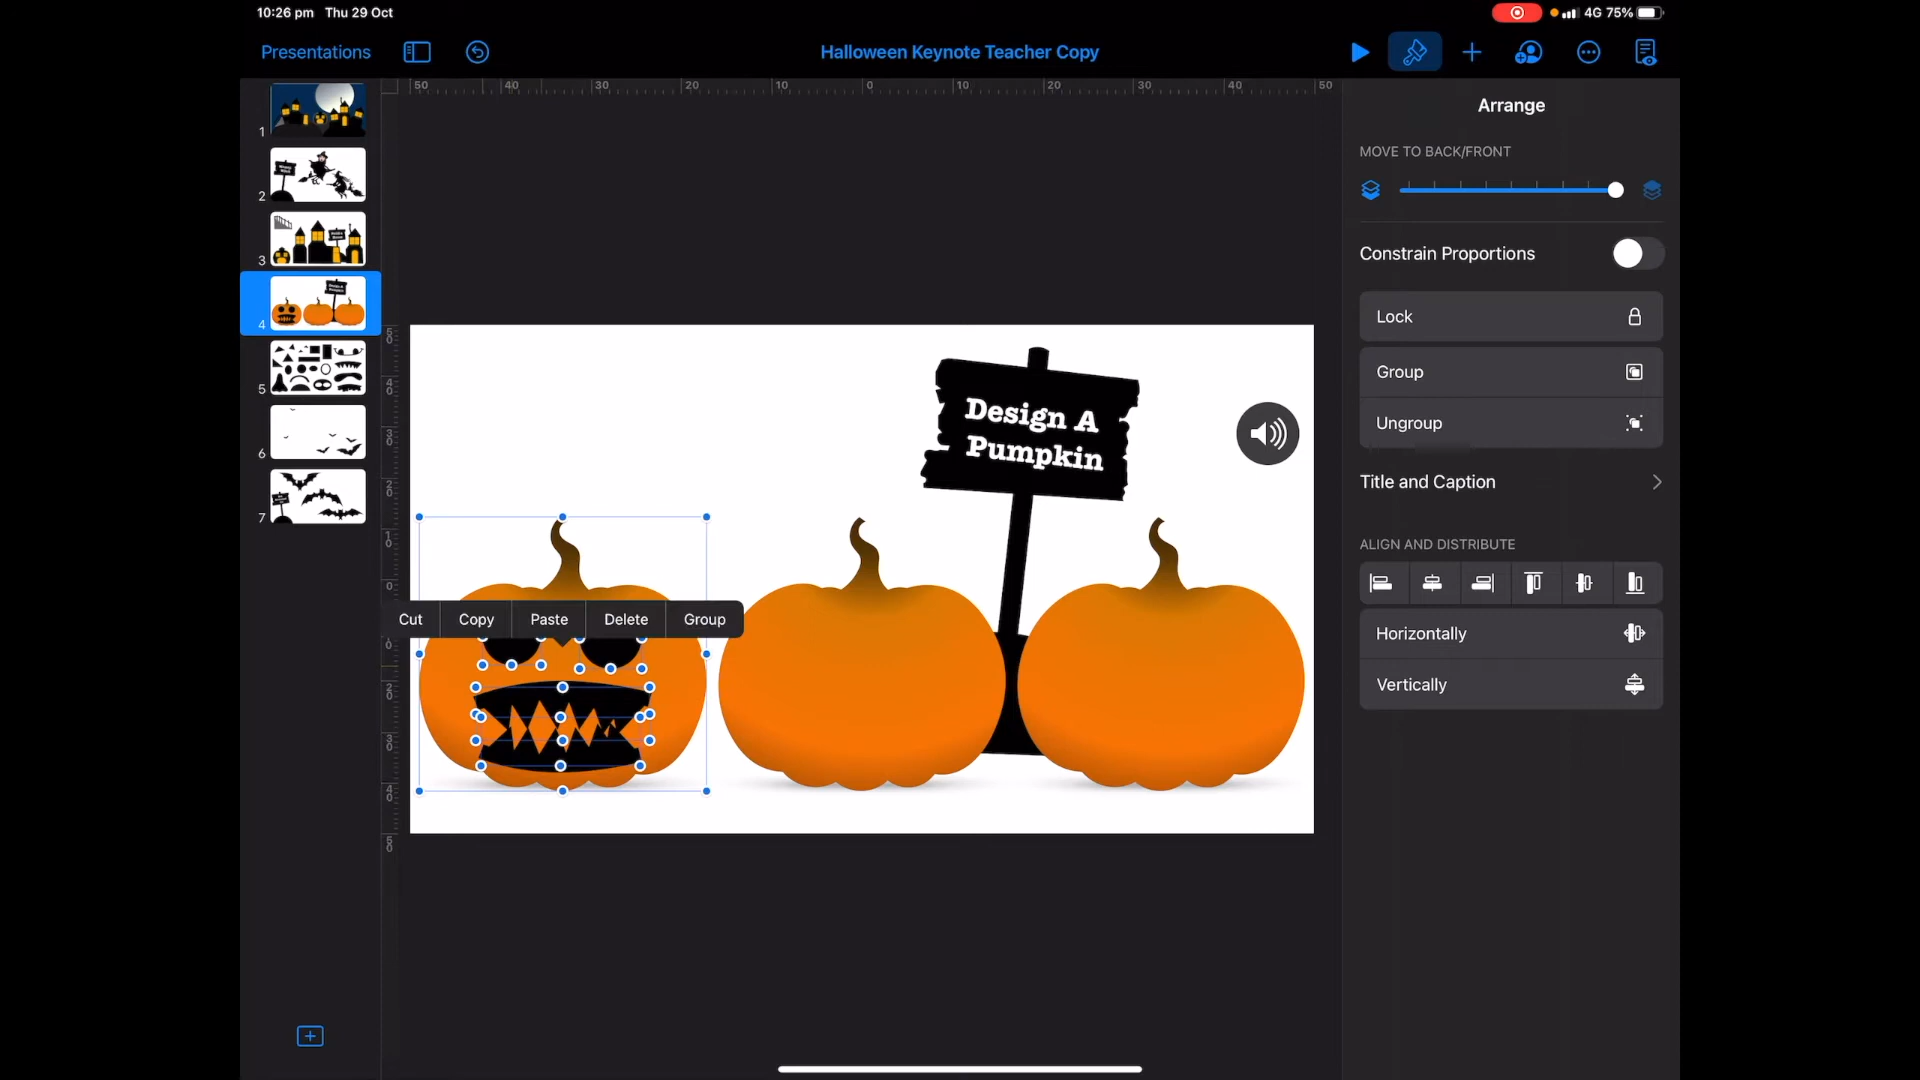 10:26 pm Thu 29 Oct
4G 75%
Presentations
Halloween Keynote Teacher Copy
50 40 30 20 10 0 10 20 30 40 50
Arrange
MOVE TO BACK/FRONT
Constrain Proportions
Lock
Group
Ungroup
Title and Caption
ALIGN AND DISTRIBUTE
Horizontally
Vertically
1
2
3
4
5
6
7
Design A
Pumpkin
Cut Copy Paste Delete Group